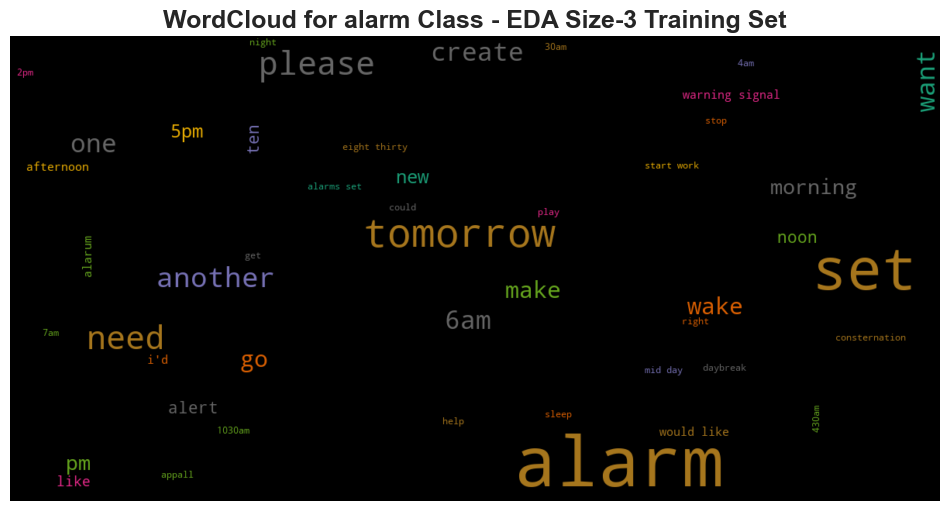 WordCloud for alarm Class - EDA Size-3 Training Set
night
please
create
30am
want
2pm
4am
warning signal
stop
5pm
ten
one
eight thirty
afternoon
start work
new
alarms set
morning
could
play
tomorrow
noon
alarum
get
another
set
make
wake
6am
right
7am
need
consternation
i'd
go
mid day
daybreak
alert
sleep
430am
help
1030am
would like
alarm
pm
like
appall